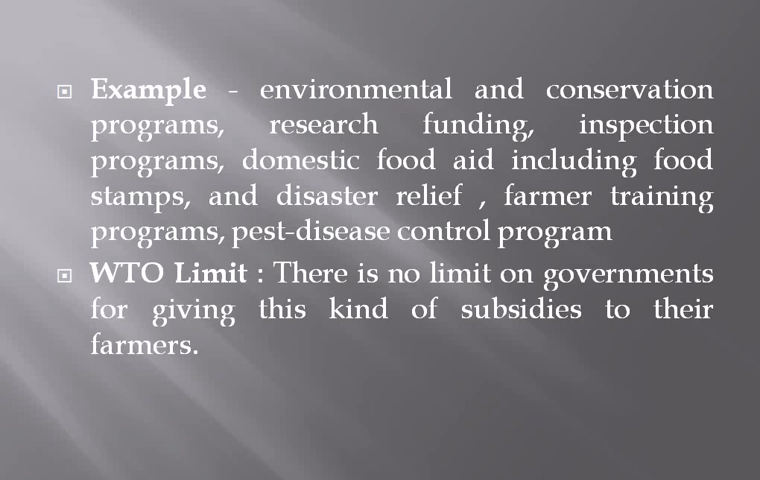 Example - environmental and conservation
programs, research funding, inspection
programs, domestic food aid including food
stamps, and disaster relief , farmer training
programs, pest-disease control program
WTO Limit : There is no limit on governments
for giving this kind of subsidies to their
farmers.